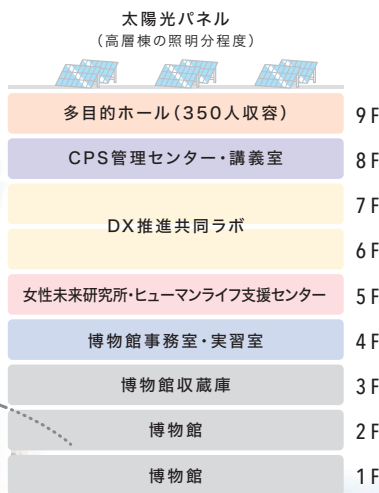 太陽光パネル
(高層棟の照明分程度)
多目的ホール(350人収容) 9F
CPS管理センター・講義室 8F
7F
DX推進共同ラボ
6F
女性未来研究所・ヒューマンライフ支援センター 5F
博物館事務室・実習室 4F
博物館収蔵庫 3F
博物館 2F
博物館 1F